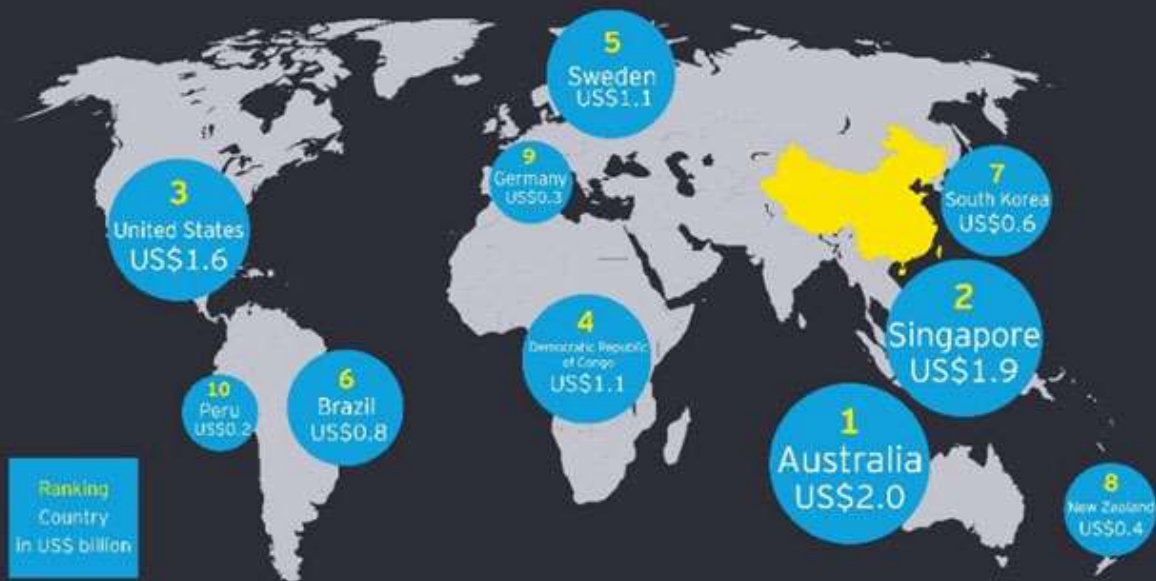 5
Sweden
US$1.1
9
Germany
US$0.3
3
United States
US$1.6
7
South Korea
US$0.6
2
Singapore
US$1.9
4
Democratic Republic
of Congo
US$1.1
10
Peru
US$0.2
6
Brazil
US$0.8
1
Australia
US$2.0
8
New Zealand
US$0.4
Ranking
Country
in US$ billion